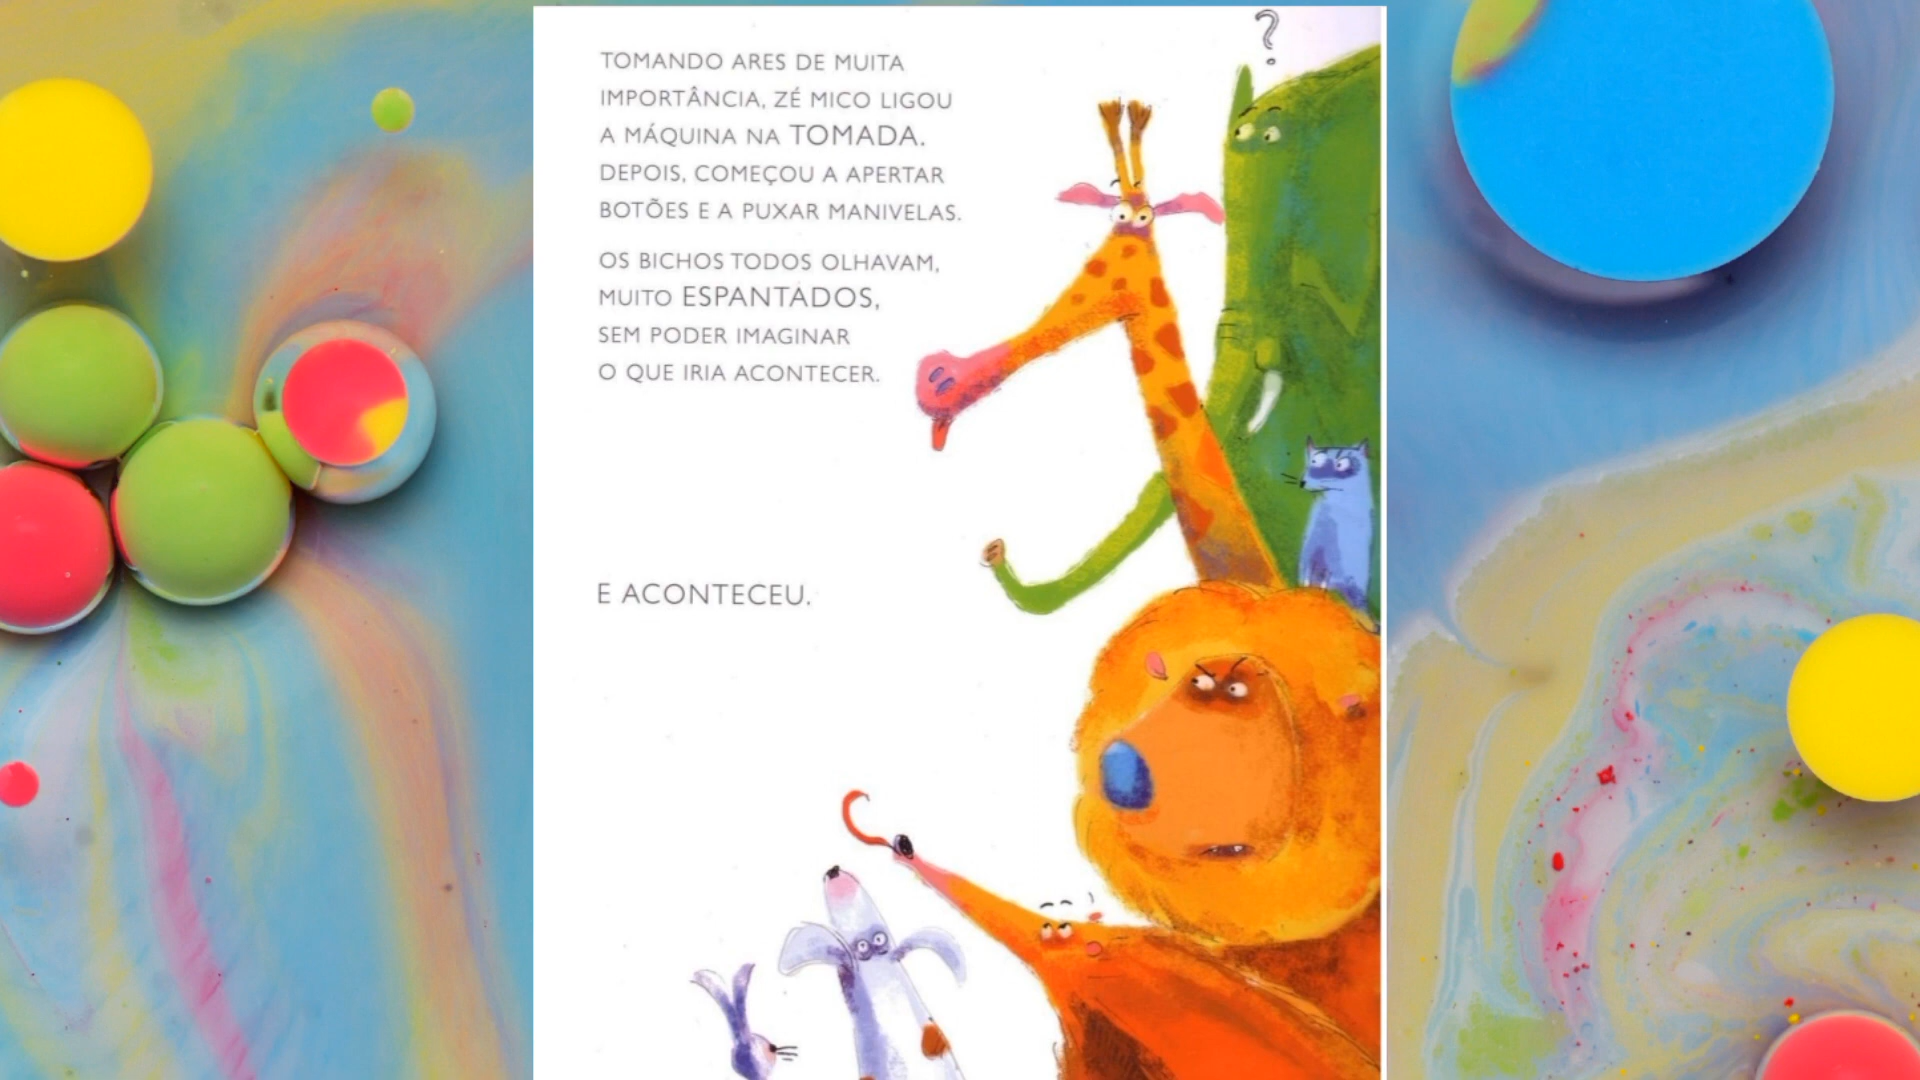 TOMANDO ARES DE MUITA
IMPORTÂNCIA, ZÉ MICO LIGOU
A MÁQUINA NA TOMADA.
DEPOIS, COMEÇOU A APERTAR
BOTÕES E A PUXAR MANIVELAS.
OS BICHOS TODOS OLHAVAM,
MUITO ESPANTADOS,
SEM PODER IMAGINAR
O QUE IRIA ACONTECER.
E ACONTECEU.
?